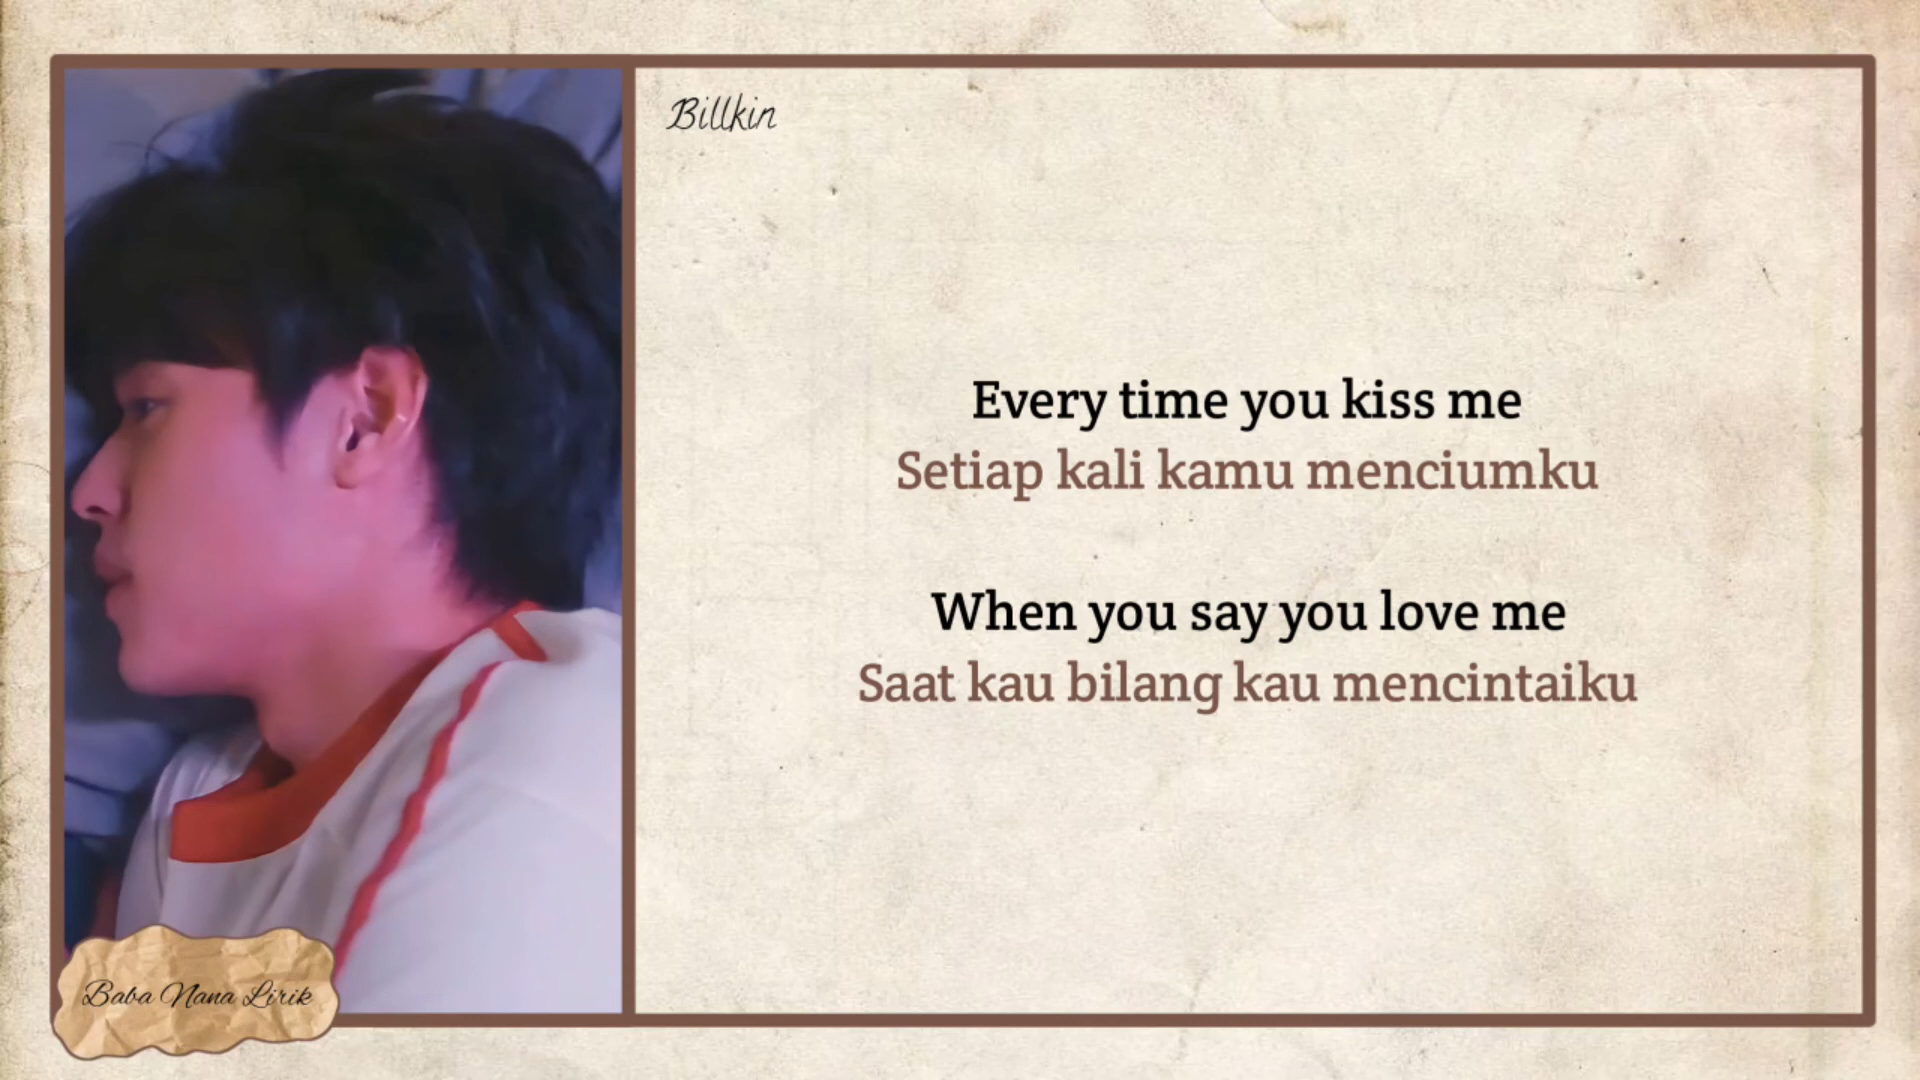 Billkin
Every time you kiss me
Setiap kali kamu menciumku
When you say you love me
Saat kau bilang kau mencintaiku
Baba Nana Lirik